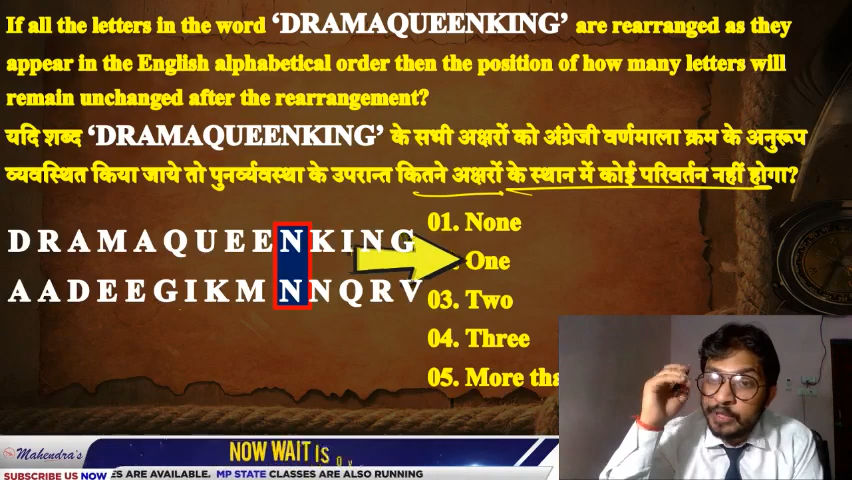 If all the letters in the word ‘DRAMAQUEENKING’ are rearranged as they
appear in the English alphabetical order then the position of how many letters will
remain unchanged after the rearrangement?
यदि शब्द ‘DRAMAQUEENKING’ के सभी अक्षरों को अंग्रेजी वर्णमाला क्रम के अनुरूप
व्यवस्थित किया जाये तो पुनर्व्यवस्था के उपरान्त कितने अक्षरों के स्थान में कोई परिवर्तन नहीं होगा?
D R A M A Q U E E N K I N G
A A D E E G I K M N N Q R V
01. None
One
03. Two
04. Three
05. More
Mahendra's
NOW WAIT IS
SUBSCRIBE US NOW
ARE AVAILABLE. MP STATE CLASSES ARE ALSO RUNNING